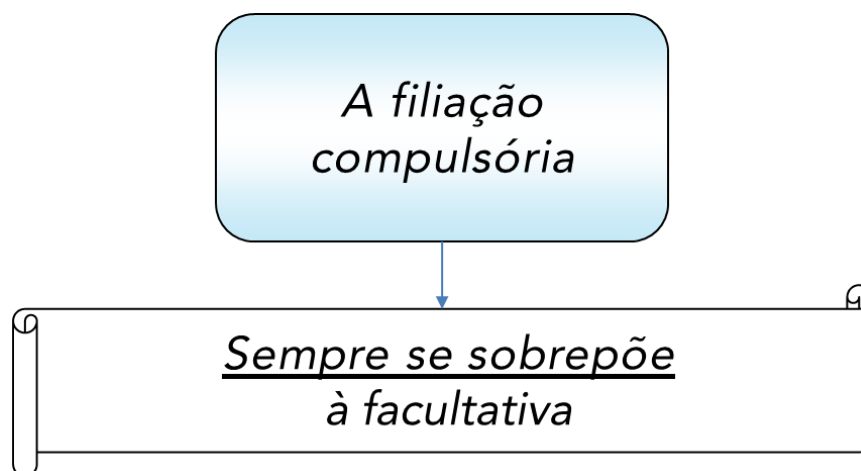 A filiação
compulsória
Sempre se sobrepõe
à facultativa